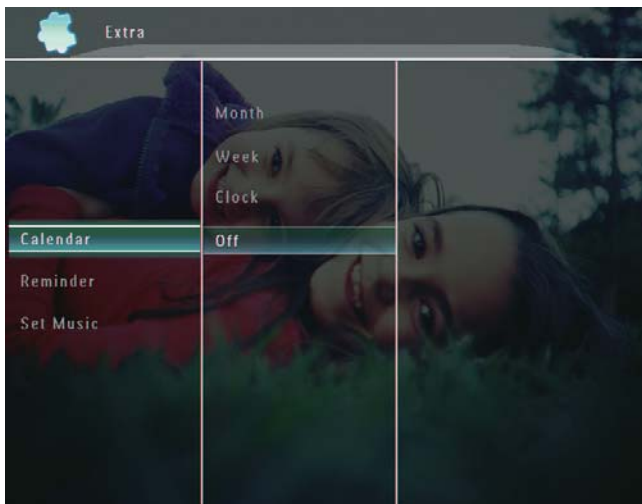 Extra
Month
Week
Clock
Calendar
Off
Reminder
Set Music